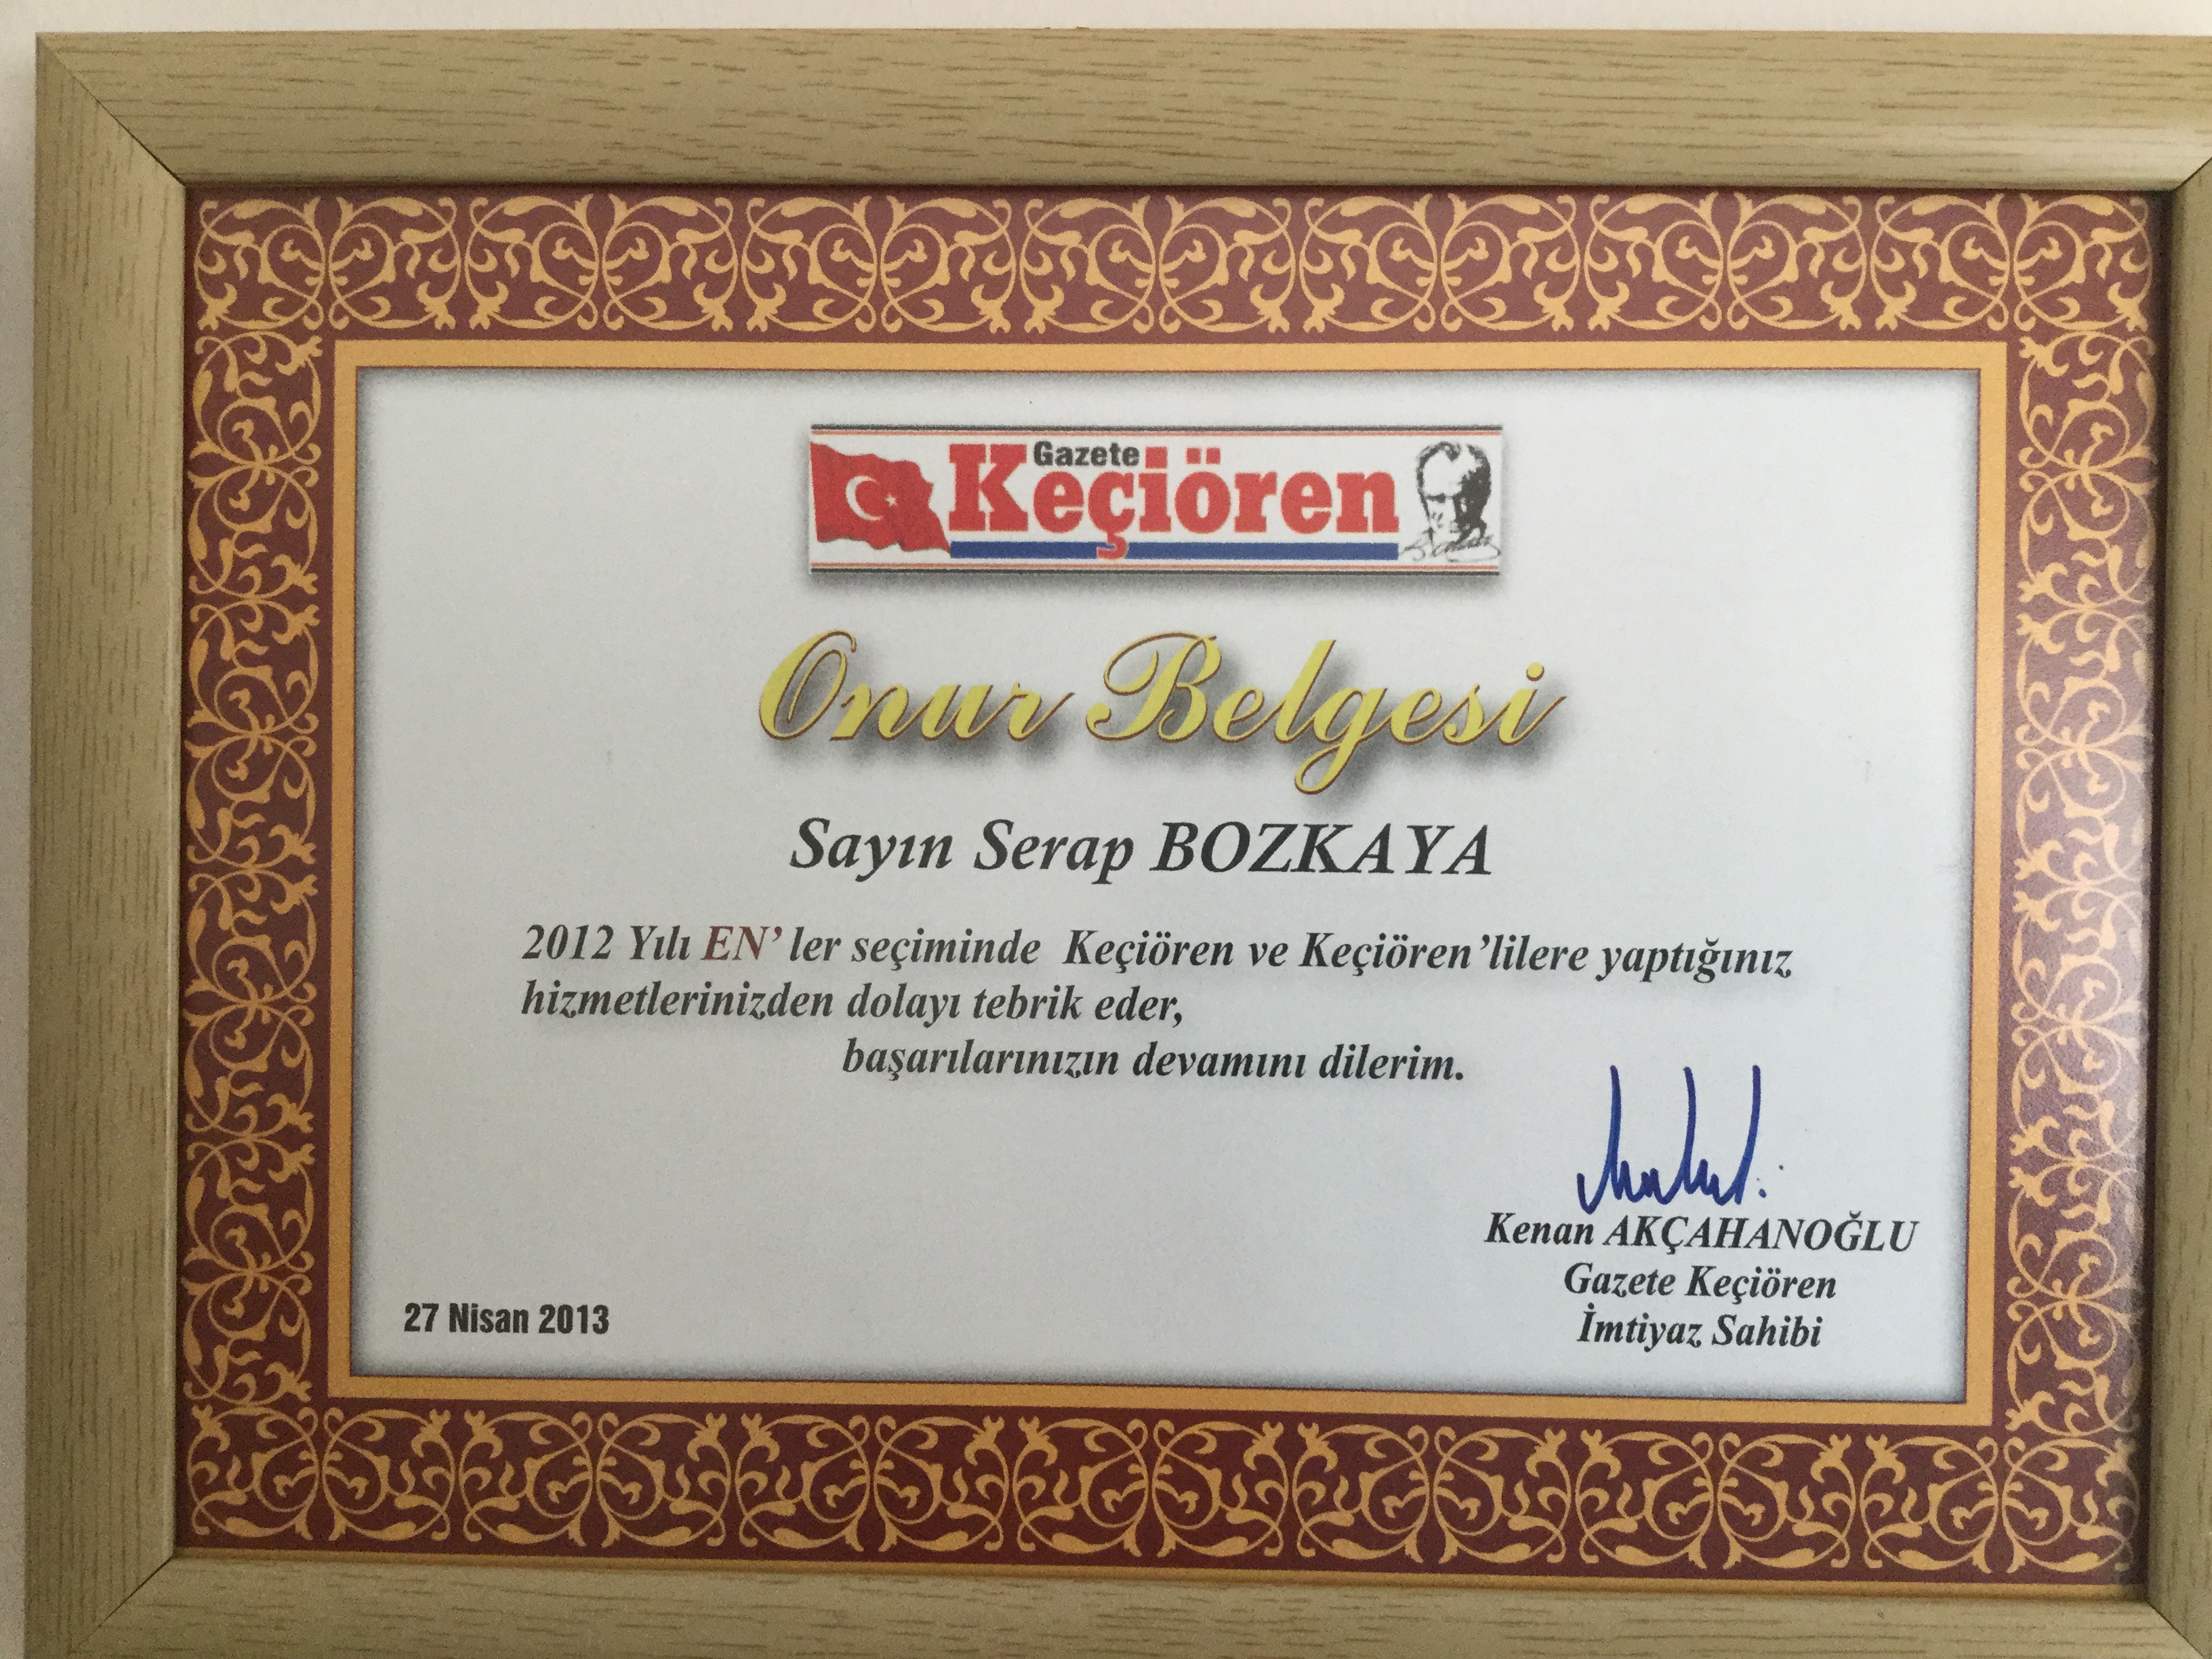 Gazete
Keçiören
Onur Belgesi
Sayın Serap BOZKAYA
2012 Yılı EN' ler seçiminde Keçiören ve Keçiören'lilere yaptığınız
hizmetlerinizden dolayı tebrik eder,
başarılarınızın devamını dilerim.
Kenan AKÇAHANOĞLU
Gazete Keçiören
İmtiyaz Sahibi
27 Nisan 2013